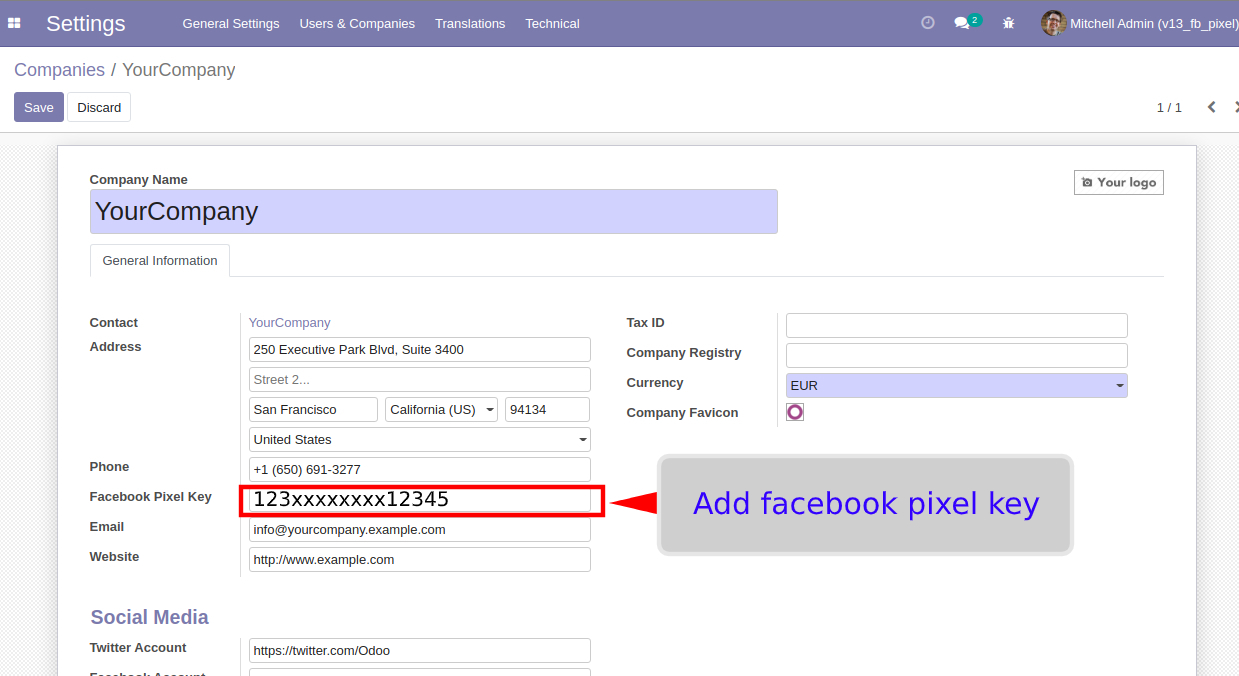 Settings General Settings Users & Companies Translations Technical 2 Mitchell Admin (v13_fb_pixel)
Companies / YourCompany
Save Discard 1 / 1
Company Name
Your logo
YourCompany
General Information
Contact YourCompany Tax ID
Address 250 Executive Park Blvd, Suite 3400
Company Registry
Street 2...
Currency EUR
San Francisco California (US) 94134
Company Favicon
United States
Phone +1 (650) 691-3277
Facebook Pixel Key 123xxxxxxxx12345
Add facebook pixel key
Email info@yourcompany.example.com
Website http://www.example.com
Social Media
Twitter Account https://twitter.com/Odoo
Facebook Account